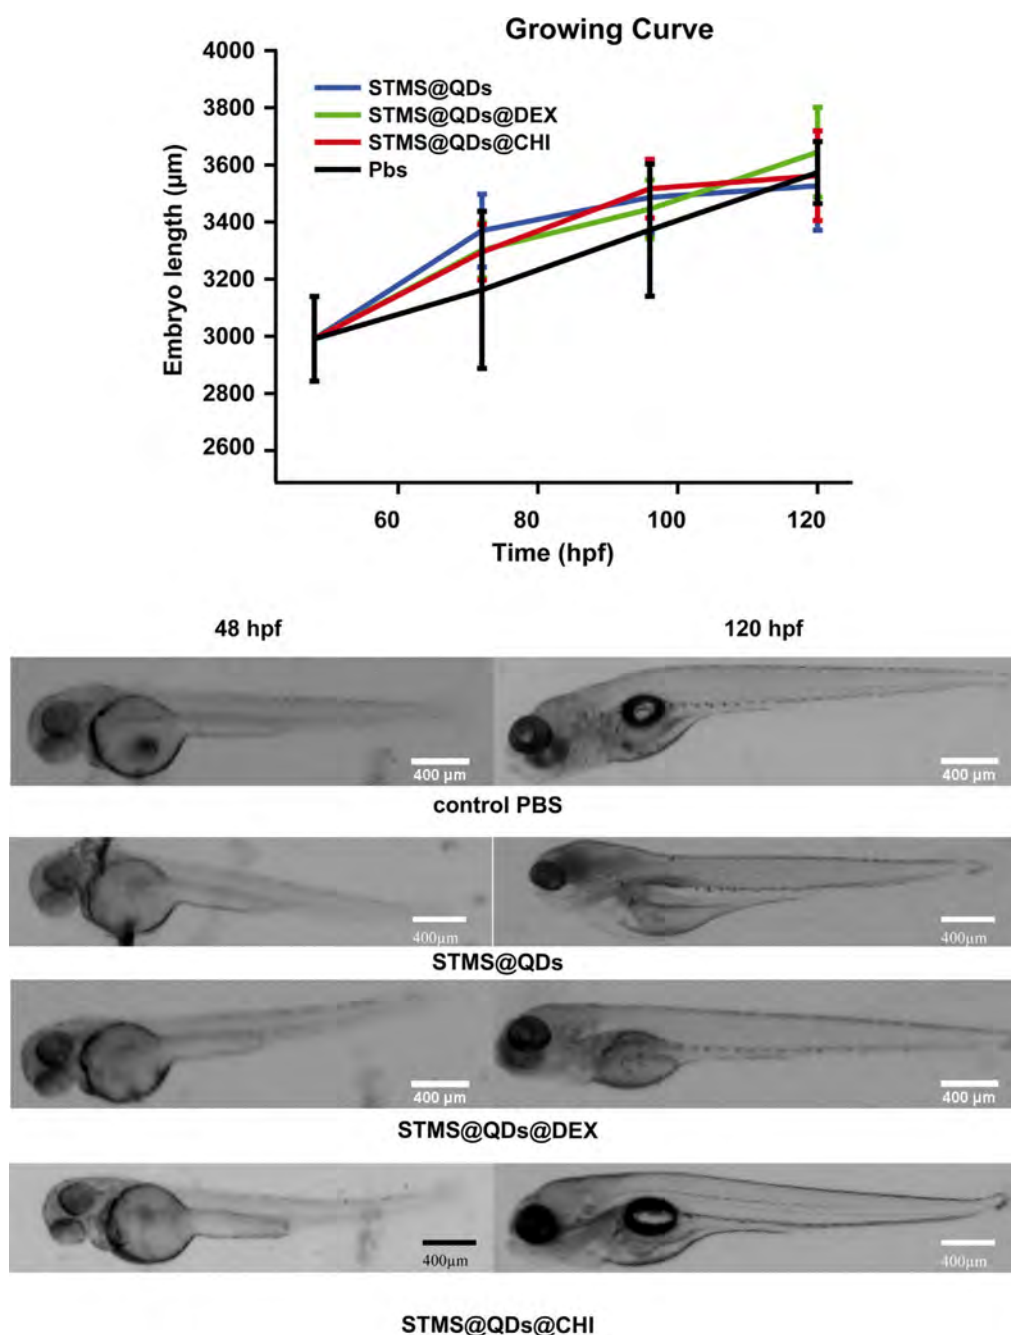 Growing Curve
4000
3800
3600
3400
3200
3000
2800
2600
Embryo length (µm)
STMS@QDs
STMS@QDs@DEX
STMS@QDs@CHI
Pbs
60 80 100 120
Time (hpf)
48 hpf 120 hpf
400 µm 400 µm
control PBS
400µm 400µm
STMS@QDs
400 µm 400 µm
STMS@QDs@DEX
400µm 400µm
STMS@QDs@CHI